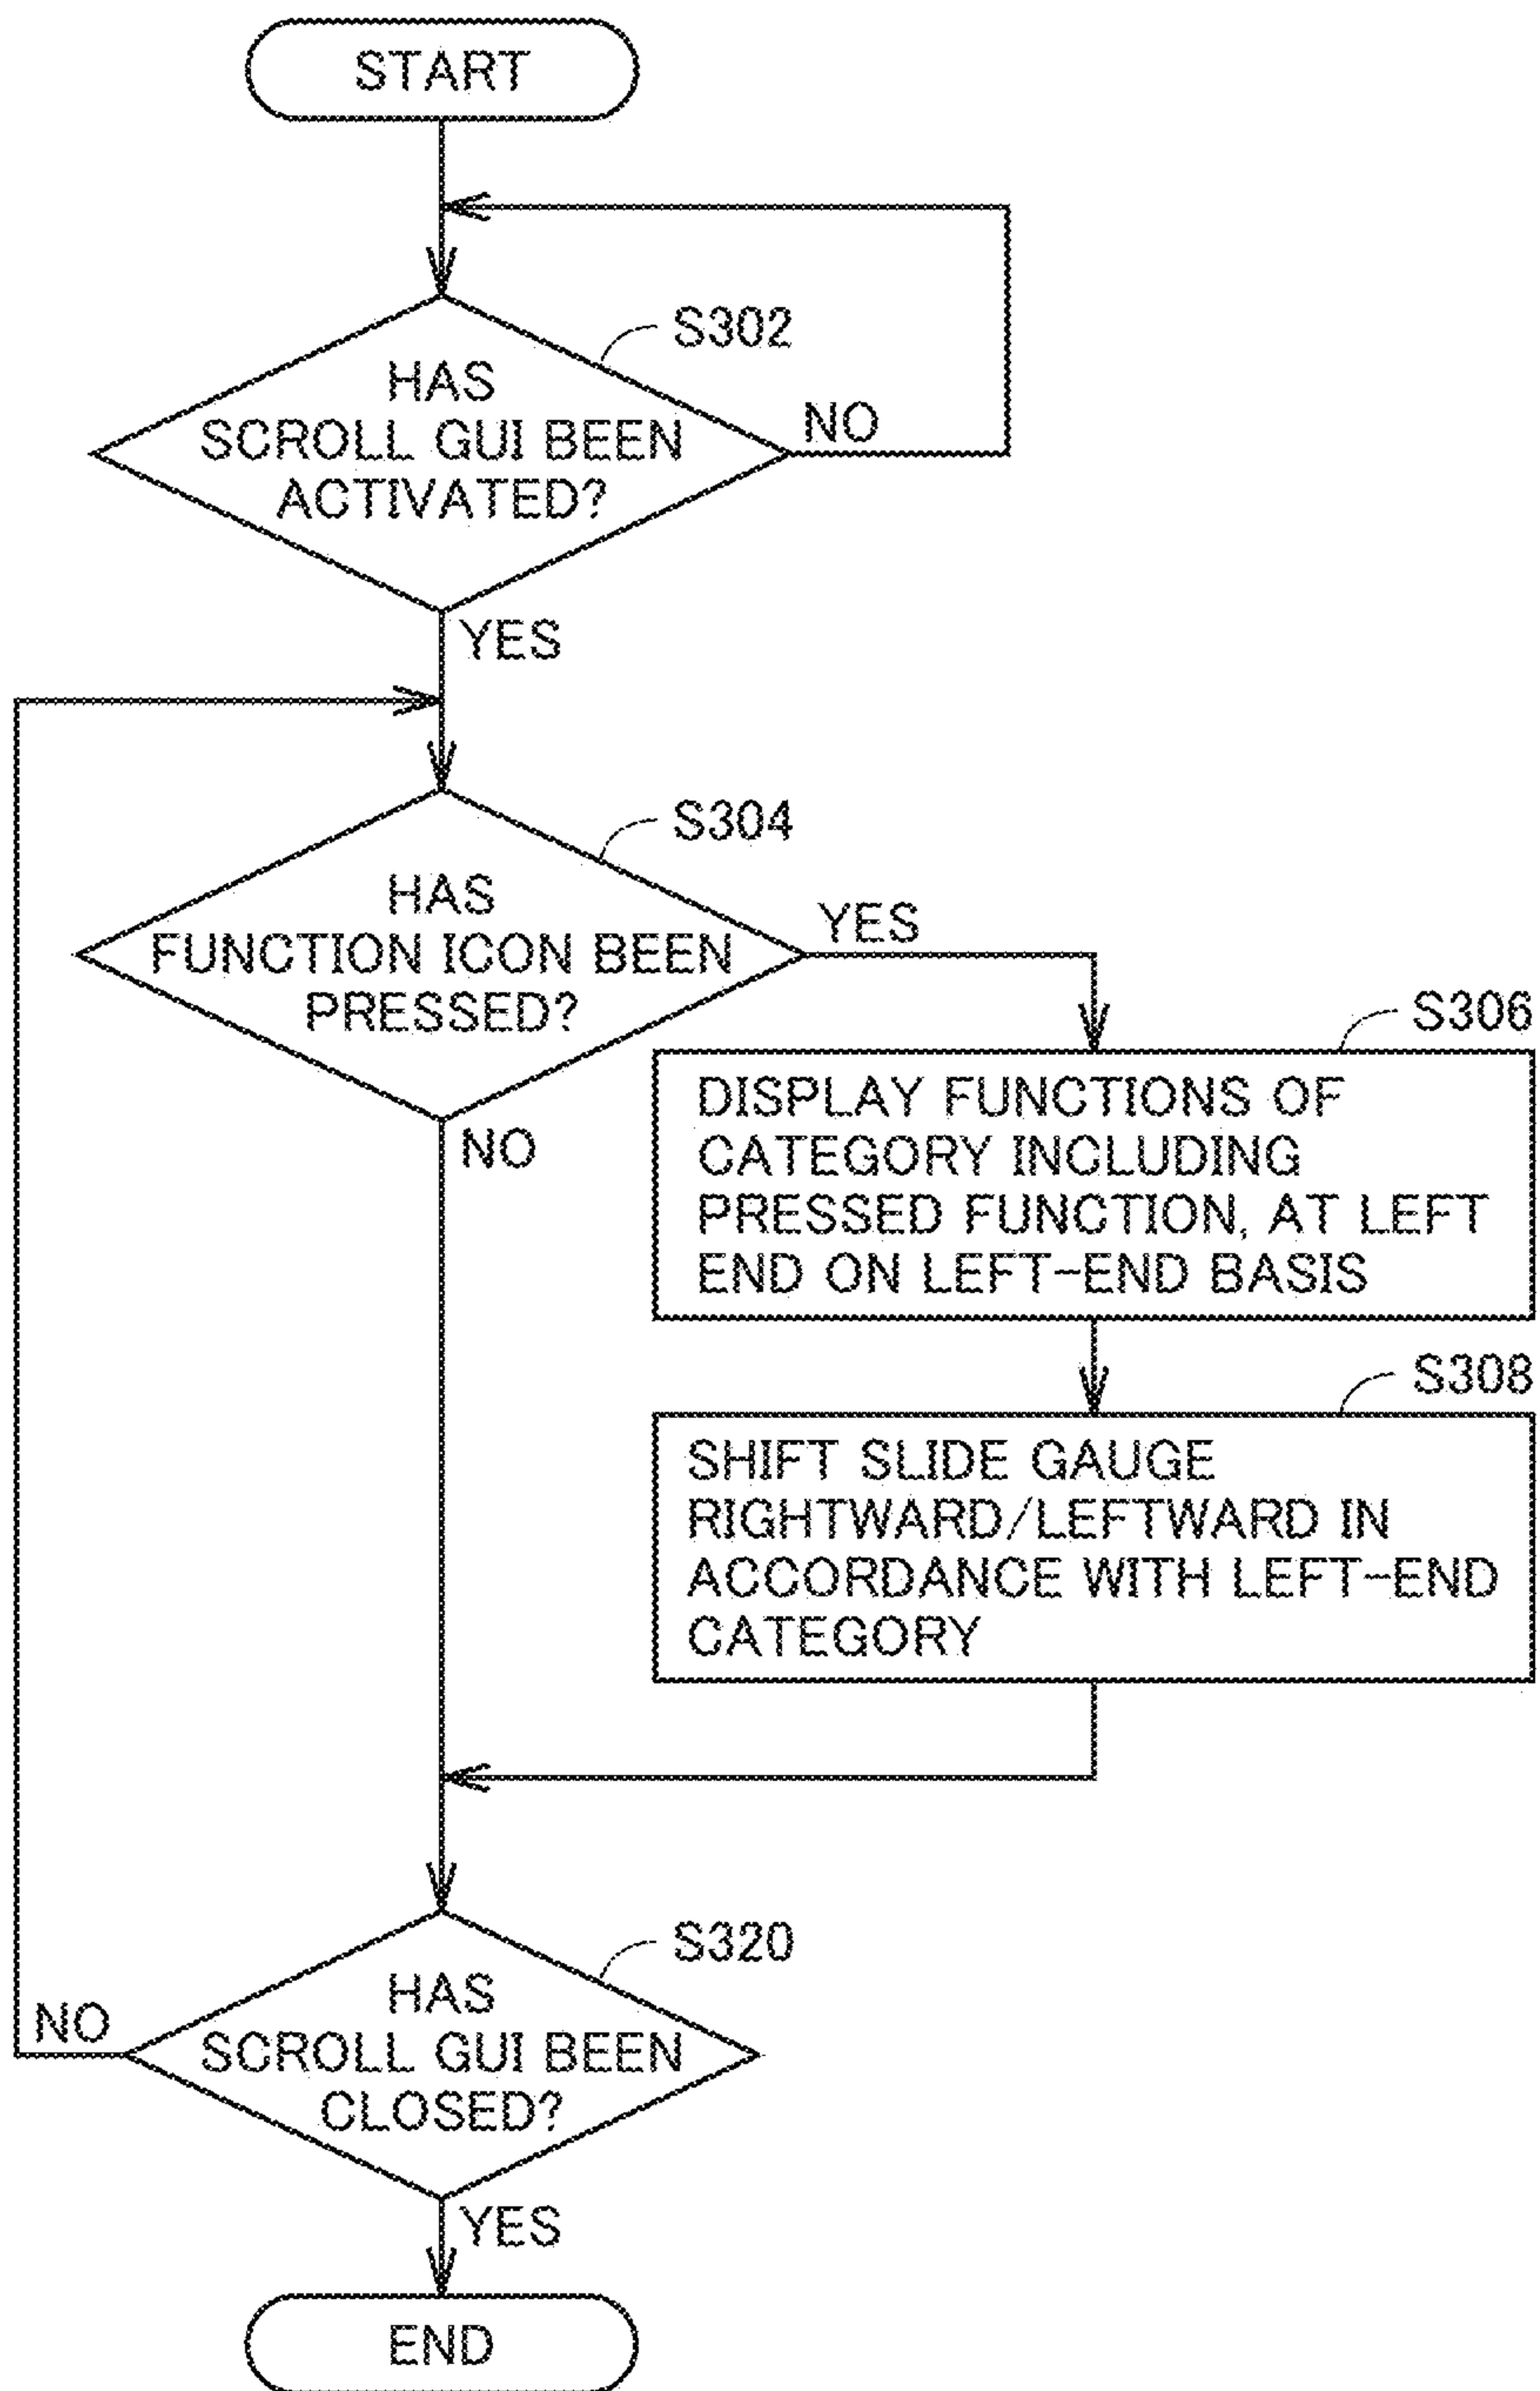 START
S302
HAS
SCROLL GUI BEEN
ACTIVATED?
NO
YES
S304
HAS
FUNCTION ICON BEEN
PRESSED?
YES
NO
S306
DISPLAY FUNCTIONS OF
CATEGORY INCLUDING
PRESSED FUNCTION, AT LEFT
END ON LEFT-END BASIS
S308
SHIFT SLIDE GAUGE
RIGHTWARD/LEFTWARD IN
ACCORDANCE WITH LEFT-END
CATEGORY
S320
HAS
SCROLL GUI BEEN
CLOSED?
NO
YES
END